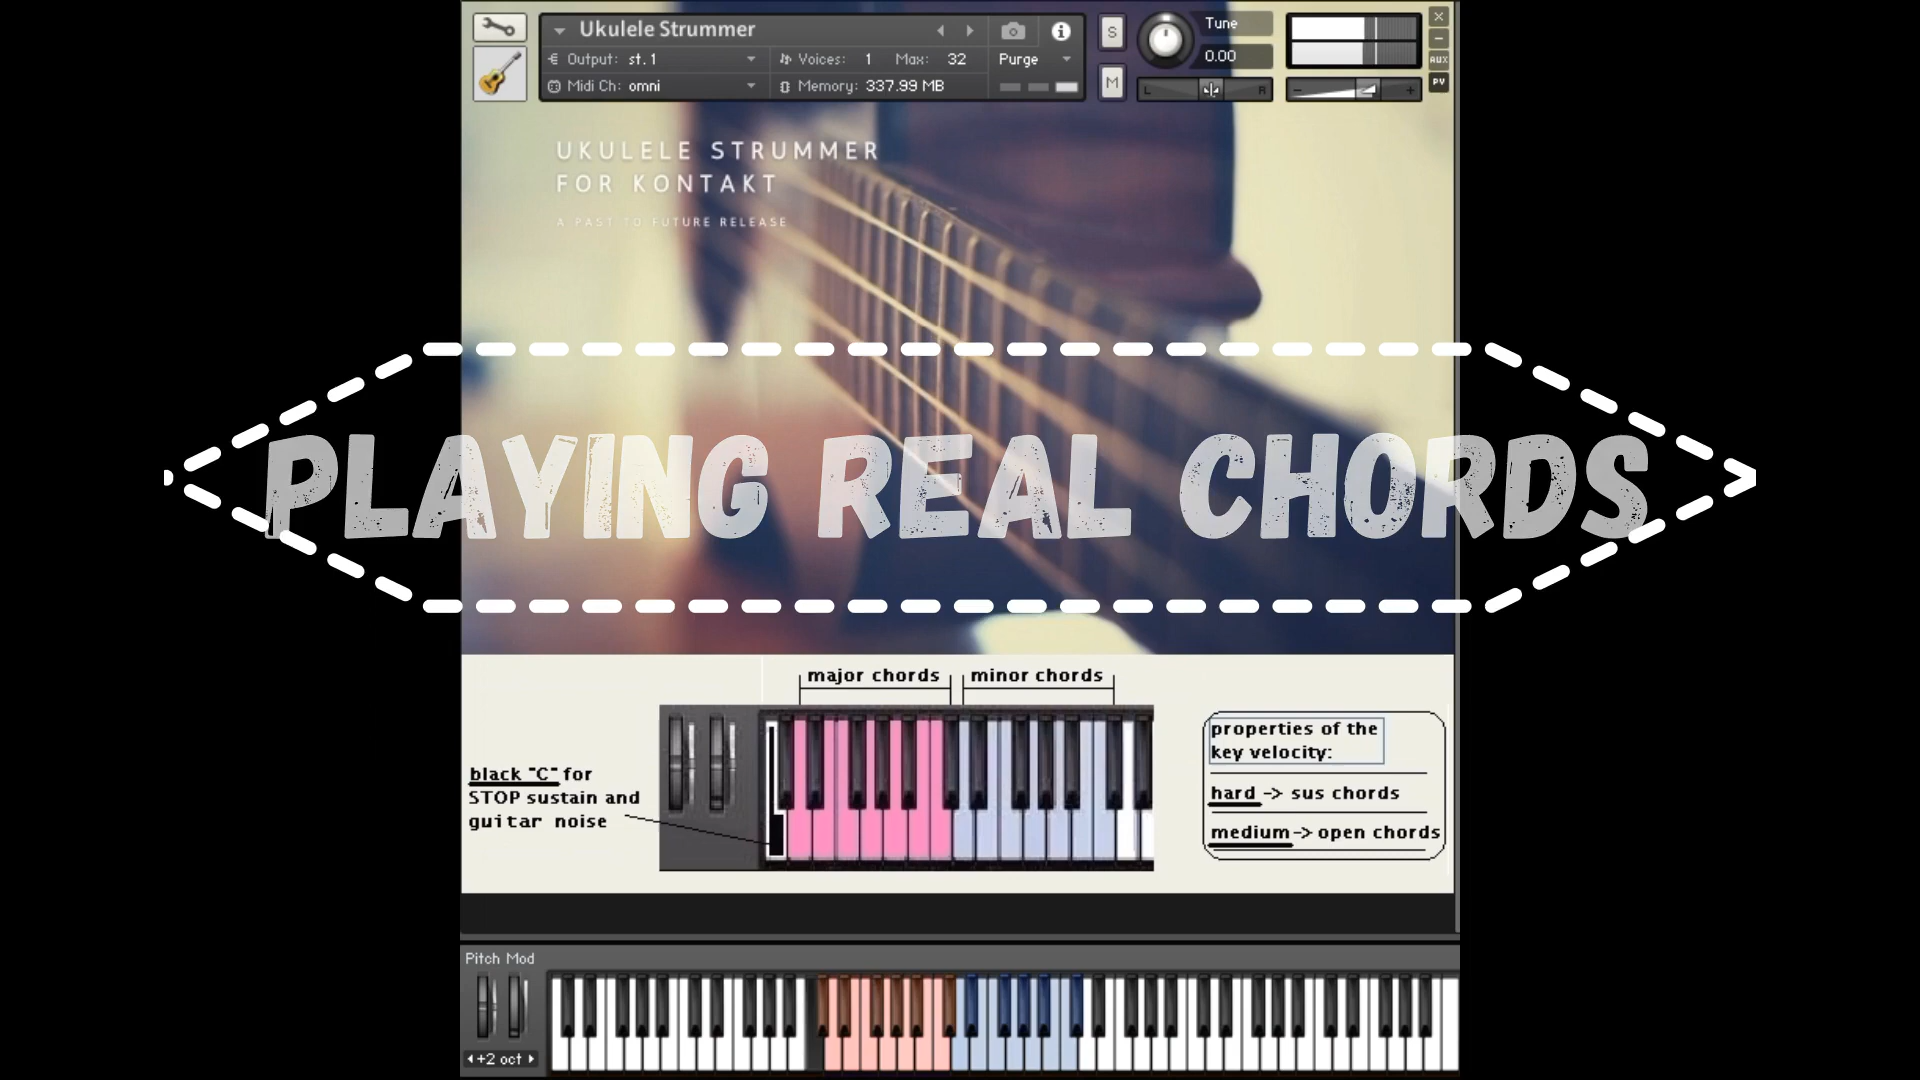 Ukulele Strummer
Output: st.1
Voices: 1 Max: 32
Purge
Midi Ch: omni
Memory: 337.99 MB
S
M
Tune
0.00
L R
- +
×
-
AUX
PV
UKULELE STRUMMER
FOR KONTAKT
A PAST TO FUTURE RELEASE
PLAYING REAL CHORDS
major chords
minor chords
black "C" for
STOP sustain and
guitar noise
properties of the
key velocity:
hard -> sus chords
medium-> open chords
Pitch Mod
+2 oct